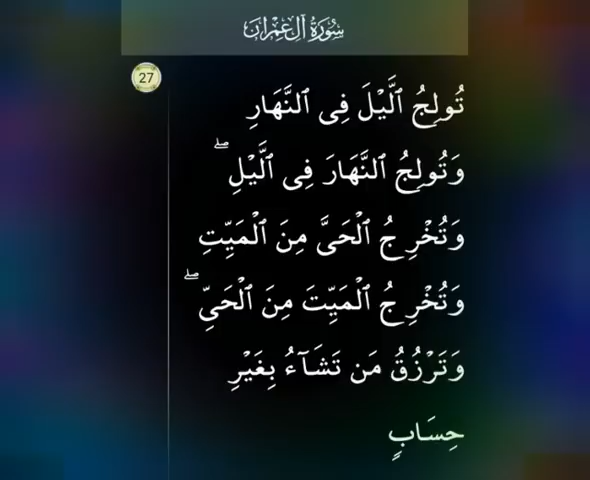 سُورَةُ آلِ عِمْرَانَ
27
تُولِجُ ٱلَّيْلَ فِى ٱلنَّهَارِ
وَتُولِجُ ٱلنَّهَارَ فِى ٱلَّيْلِ ۖ
وَتُخْرِجُ ٱلْحَىَّ مِنَ ٱلْمَيِّتِ
وَتُخْرِجُ ٱلْمَيِّتَ مِنَ ٱلْحَىِّ ۖ
وَتَرْزُقُ مَن تَشَآءُ بِغَيْرِ
حِسَابٍ